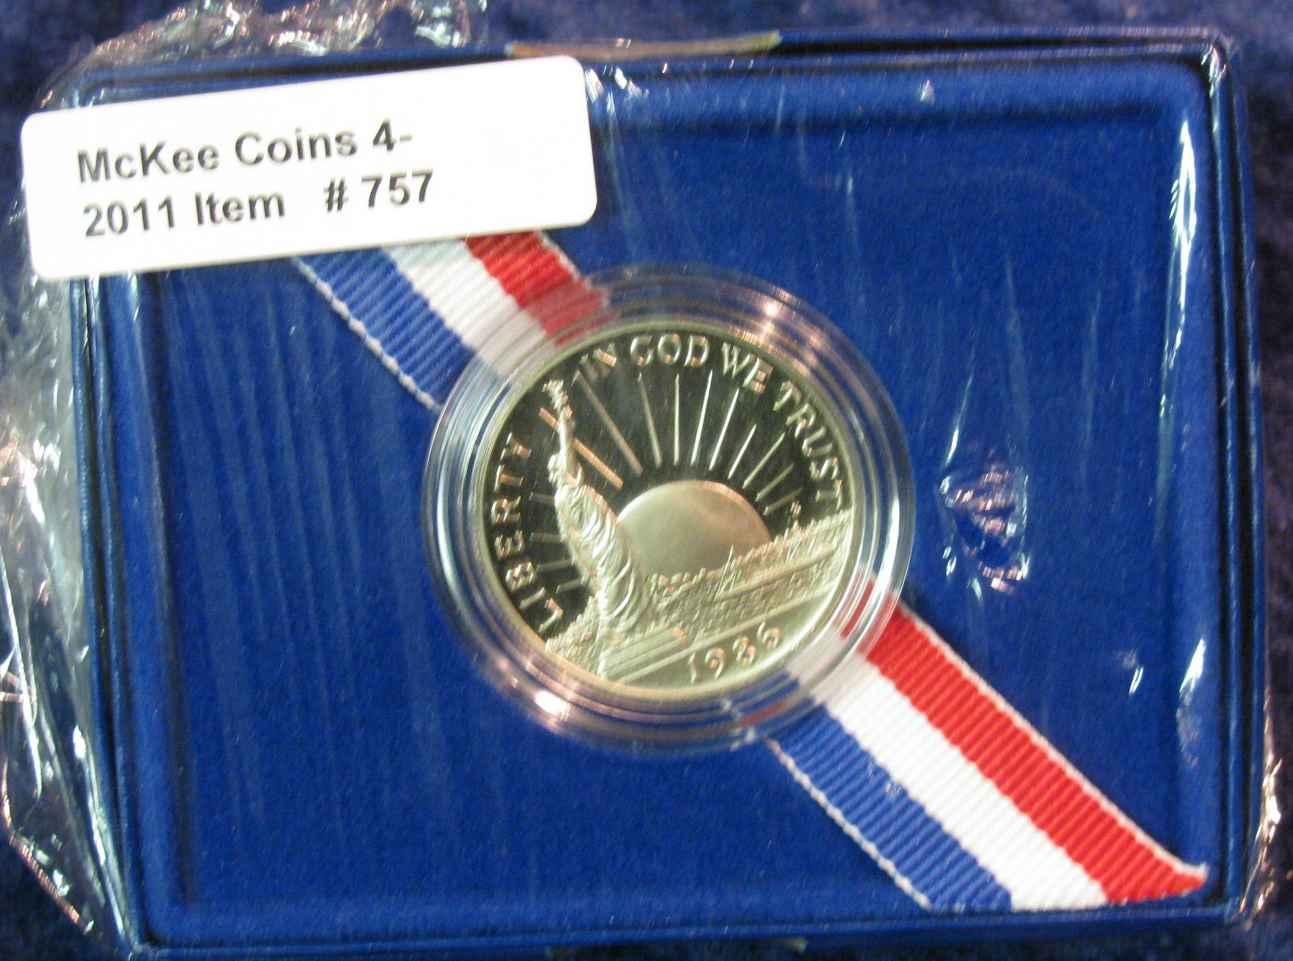 McKee Coins 4-
2011 Item # 757
IN GOD WE TRUST
LIBERTY
1986